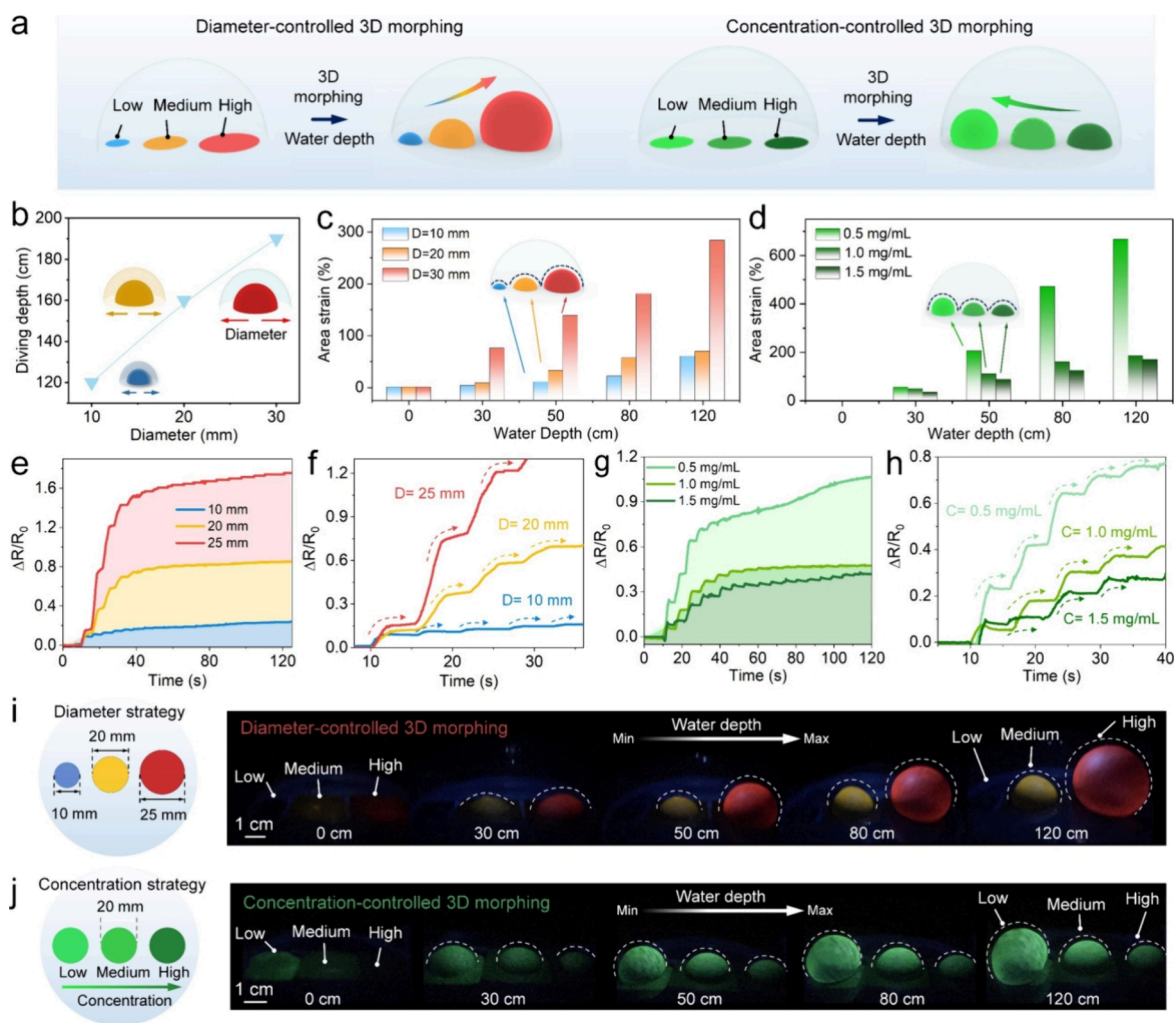 a
Diameter-controlled 3D morphing
Concentration-controlled 3D morphing
Low
Medium
High
3D
morphing
Water depth
Low
Medium
High
3D
morphing
Water depth
b
Diving depth (cm)
200
180
160
140
120
Diameter
10
20
30
Diameter (mm)
c
Area strain (%)
300
250
100
50
0
D=10 mm
D=20 mm
D=30 mm
0
30
50
80
120
Water Depth (cm)
d
Area strain (%)
600
400
200
0
0.5 mg/mL
1.0 mg/mL
1.5 mg/mL
0
30
50
80
120
Water depth (cm)
e
ΔR/R0
1.6
1.2
0.8
0.4
0.0
10 mm
20 mm
25 mm
0
40
80
120
Time (s)
f
ΔR/R0
1.2
0.9
0.6
0.3
0.0
D= 25 mm
D= 20 mm
D= 10 mm
10
20
30
Time (s)
g
ΔR/R0
1.2
0.9
0.6
0.3
0.0
0.5 mg/mL
1.0 mg/mL
1.5 mg/mL
0
20
40
60
80
100
120
Time (s)
h
ΔR/R0
0.8
0.6
0.4
0.2
0.0
C= 0.5 mg/mL
C= 1.0 mg/mL
C= 1.5 mg/mL
0
10
20
30
40
Time (s)
i
Diameter strategy
20 mm
10 mm
25 mm
Diameter-controlled 3D morphing
Water depth
Min
Max
Low
Medium
High
Low
Medium
High
1 cm
0 cm
30 cm
50 cm
80 cm
120 cm
j
Concentration strategy
20 mm
Low
Medium
High
Concentration
Concentration-controlled 3D morphing
Water depth
Min
Max
Low
Medium
High
Low
Medium
High
1 cm
0 cm
30 cm
50 cm
80 cm
120 cm